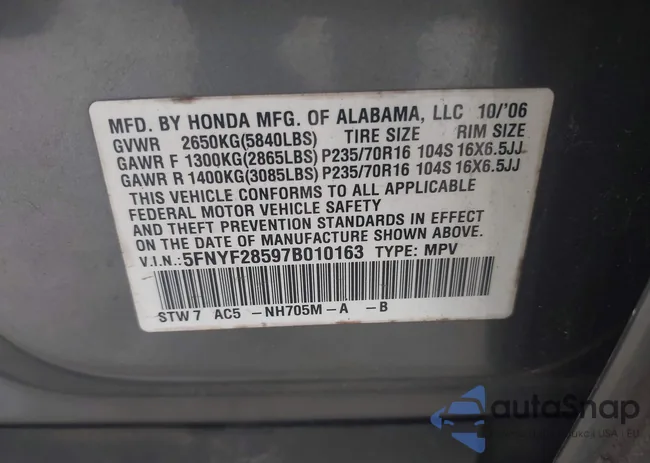 MFD. BY HONDA MFG. OF ALABAMA, LLC 10/'06
GVWR 2650KG(5840LBS) TIRE SIZE RIM SIZE
GAWR F 1300KG(2865LBS) P235/70R16 104S 16X6.5JJ
GAWR R 1400KG(3085LBS) P235/70R16 104S 16X6.5JJ
THIS VEHICLE CONFORMS TO ALL APPLICABLE
FEDERAL MOTOR VEHICLE SAFETY
AND THEFT PREVENTION STANDARDS IN EFFECT
ON THE DATE OF MANUFACTURE SHOWN ABOVE.
V.I.N.: 5FNYF28597B010163 TYPE: MPV
STW7 AC5 -NH705M-A -B
autoSnap
USA EU